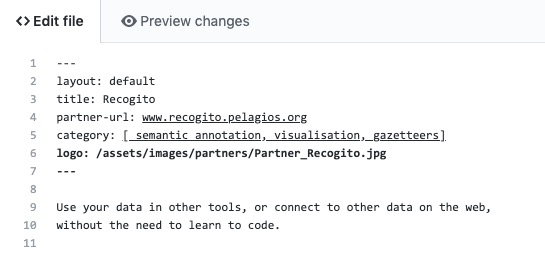 <> Edit file
Preview changes
1 ---
2 layout: default
3 title: Recogito
4 partner-url: www.recogito.pelagios.org
5 category: [ semantic annotation, visualisation, gazetteers]
6 logo: /assets/images/partners/Partner_Recogito.jpg
7 ---
8
9 Use your data in other tools, or connect to other data on the web,
10 without the need to learn to code.
11